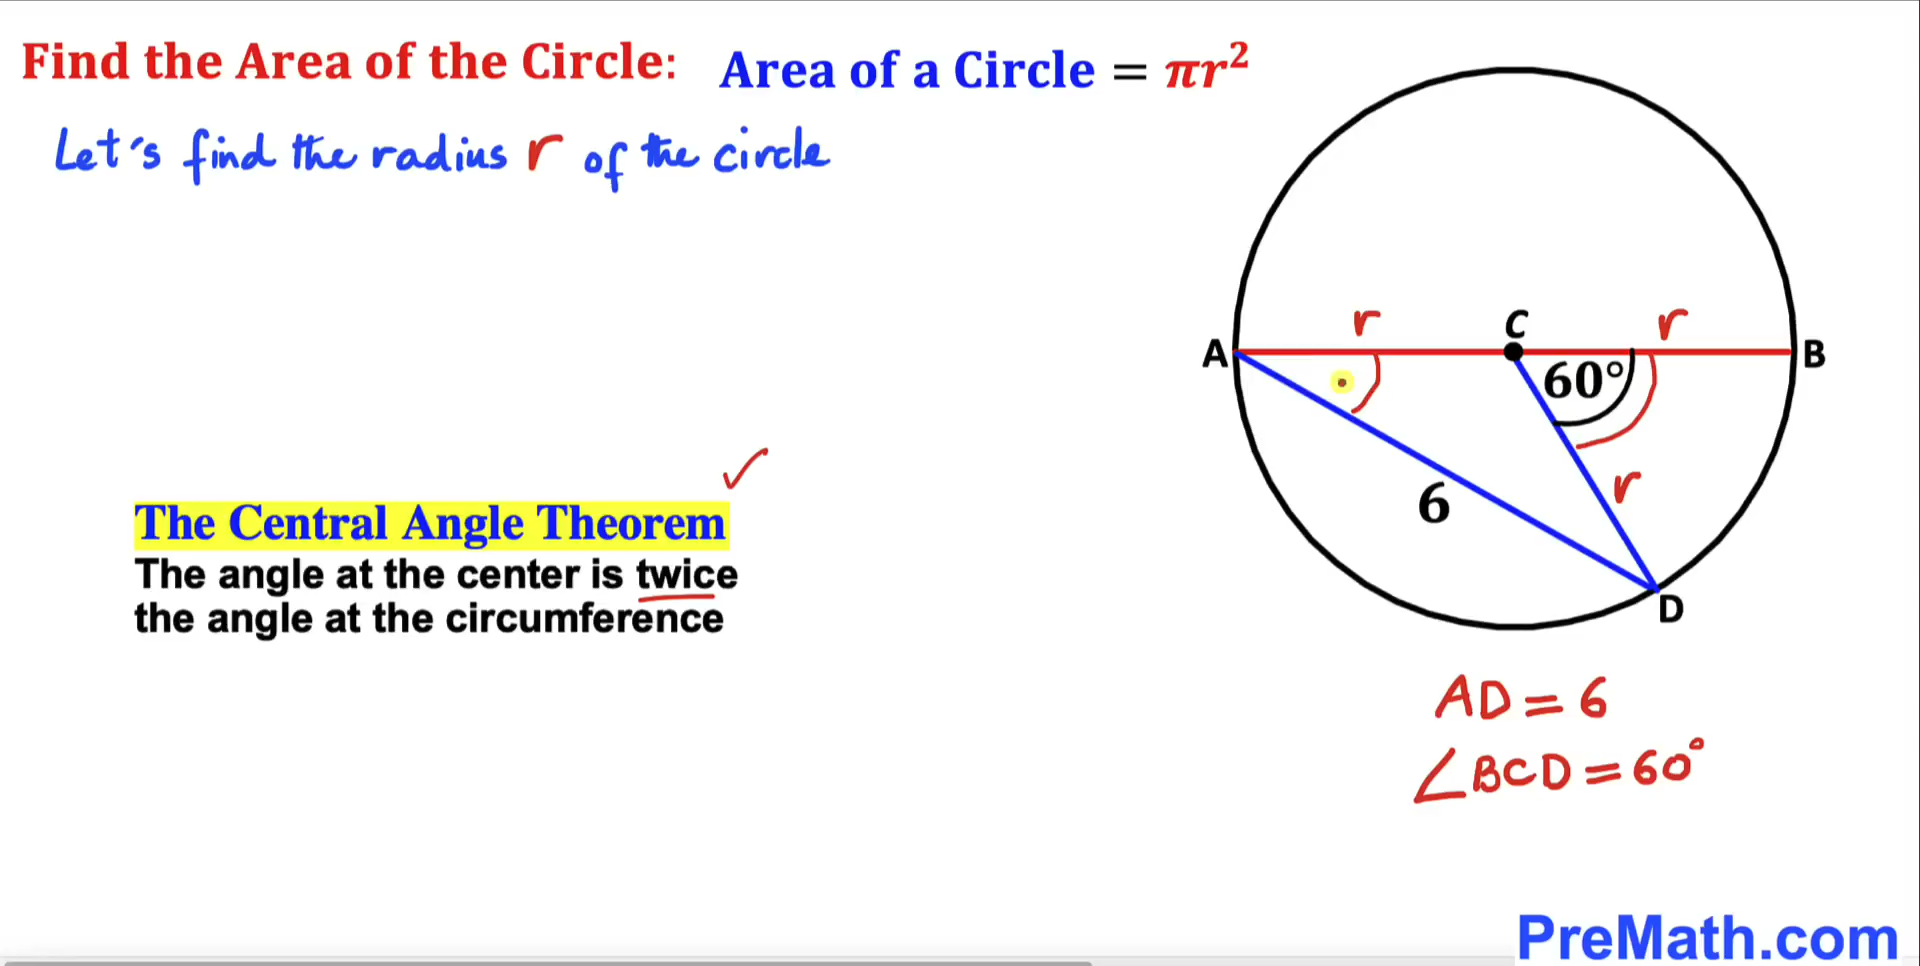 Find the Area of the Circle: Area of a Circle = πr²
Let's find the radius r of the circle
r
C
r
A
B
60°
r
6
The Central Angle Theorem
The angle at the center is twice
the angle at the circumference
D
AD = 6
∠BCD = 60°
PreMath.com